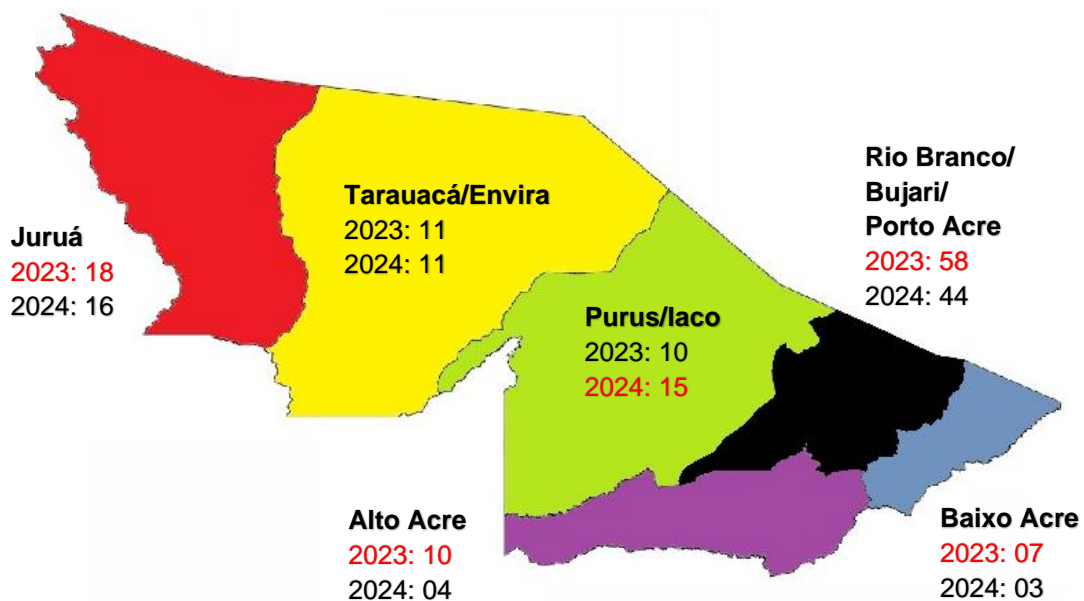 Juruá
2023: 18
2024: 16
Tarauacá/Envira
2023: 11
2024: 11
Purus/Iaco
2023: 10
2024: 15
Rio Branco/
Bujari/
Porto Acre
2023: 58
2024: 44
Alto Acre
2023: 10
2024: 04
Baixo Acre
2023: 07
2024: 03